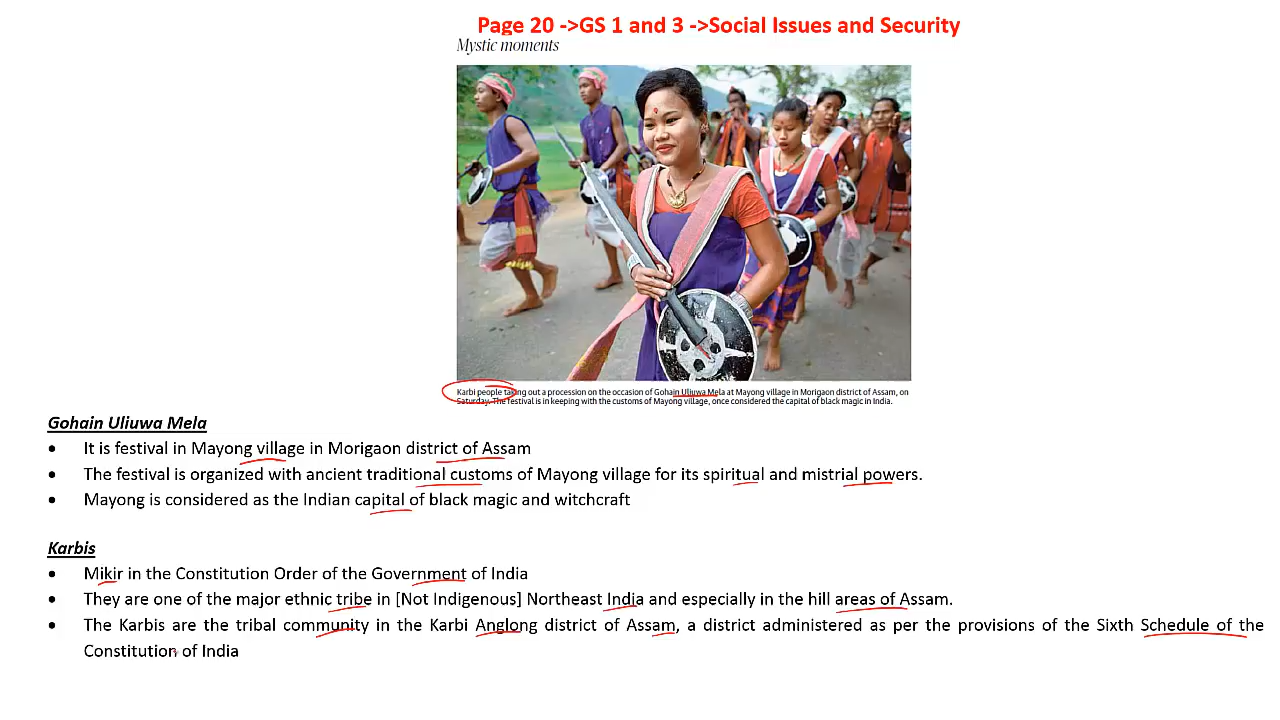 Page 20 ->GS 1 and 3 ->Social Issues and Security
Mystic moments
Karbi people taking out a procession on the occasion of Gohain Uliuwa Mela at Mayong village in Morigaon district of Assam, on
Saturday. The festival is in keeping with the customs of Mayong village, once considered the capital of black magic in India.
Gohain Uliuwa Mela
• It is festival in Mayong village in Morigaon district of Assam
• The festival is organized with ancient traditional customs of Mayong village for its spiritual and mistrial powers.
• Mayong is considered as the Indian capital of black magic and witchcraft
Karbis
• Mikir in the Constitution Order of the Government of India
• They are one of the major ethnic tribe in [Not Indigenous] Northeast India and especially in the hill areas of Assam.
• The Karbis are the tribal community in the Karbi Anglong district of Assam, a district administered as per the provisions of the Sixth Schedule of the
Constitution of India